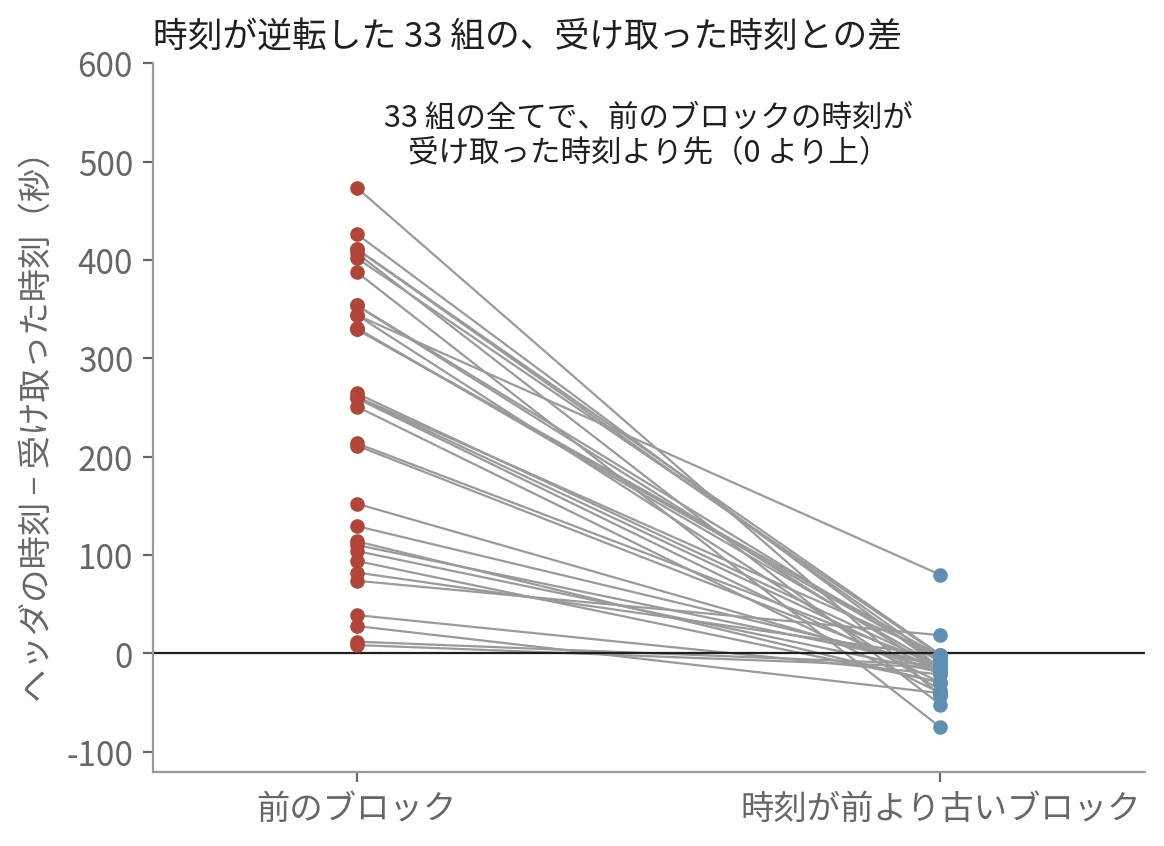 時刻が逆転した 33 組の、受け取った時刻との差
33 組の全てで、前のブロックの時刻が
受け取った時刻より先（0 より上）
ヘッダの時刻 − 受け取った時刻（秒）
600
500
400
300
200
100
0
-100
前のブロック
時刻が前より古いブロック